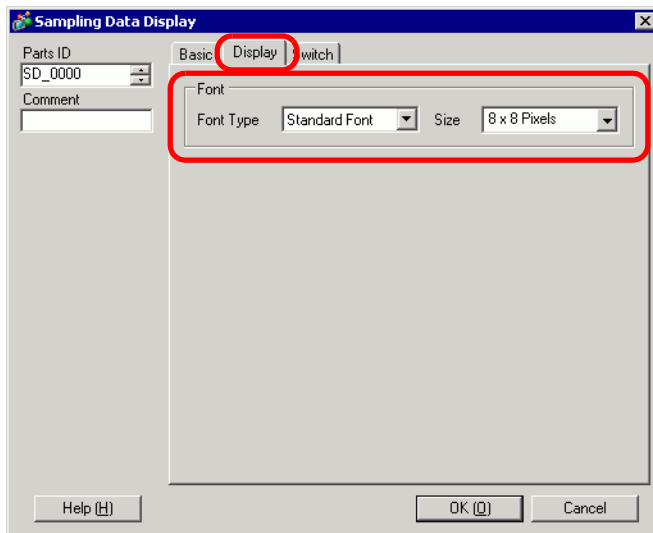 Sampling Data Display
Parts ID
SD_0000
Comment
Basic Display Switch
Font
Font Type Standard Font Size 8 x 8 Pixels
Help (H) OK (O) Cancel